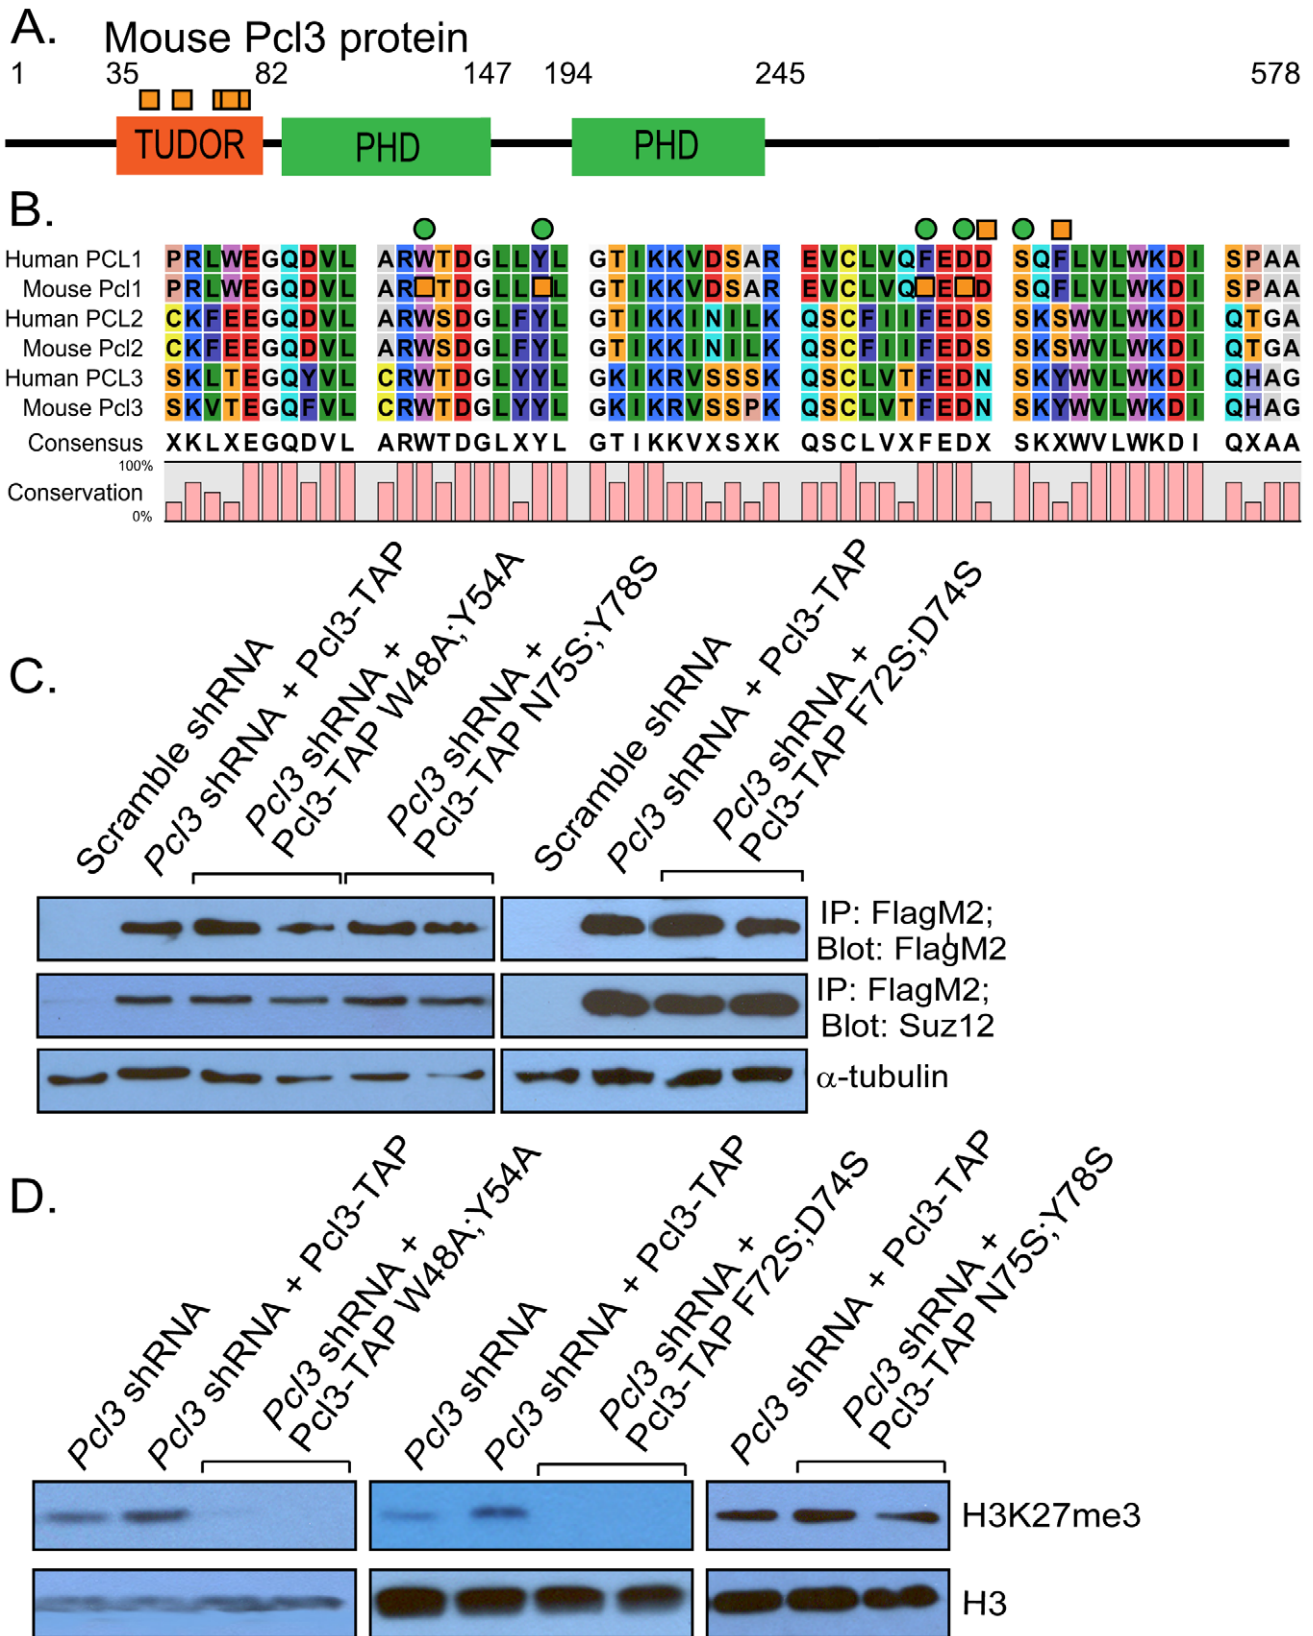 A.
Mouse Pcl3 protein
1 35 82 147 194 245 578
TUDOR PHD PHD
B.
Human PCL1 PRLWEGQDVL ARWTDGLLYL GTIKKVDSAR EVCLVQFEDD SQFLVLWKDI SPAA
Mouse Pcl1 PRLWEGQDVL AR TDGLL L GTIKKVDSAR EVCLVQ E D SQFLVLWKDI SPAA
Human PCL2 CKFEEGQDVL ARWSDGLFYL GTIKKINILK QSCFIIFEDS SKSWVLWKDI QTGA
Mouse Pcl2 CKFEEGQDVL ARWSDGLFYL GTIKKINILK QSCFIIFEDS SKSWVLWKDI QTGA
Human PCL3 SKLTEGQYVL CRWTDGLYYL GKIKRVSSSK QSCLVTFEDN SKYWVLWKDI QHAG
Mouse Pcl3 SKVTEGQFVL CRWTDGLYYL GKIKRVSSPK QSCLVTFEDN SKYWVLWKDI QHAG
Consensus XKLXEGQDVL ARWTDGLXYL GTIKKVXSXK QSCLVXFEDX SKXWVLWKDI QXAA
100%
Conservation
0%
C.
Scramble shRNA
Pcl3 shRNA + Pcl3-TAP
Pcl3 shRNA +
Pcl3-TAP W48A;Y54A
Pcl3 shRNA +
Pcl3-TAP N75S;Y78S
Scramble shRNA
Pcl3 shRNA + Pcl3-TAP
Pcl3 shRNA +
Pcl3-TAP F72S;D74S
IP: FlagM2;
Blot: FlagM2
IP: FlagM2;
Blot: Suz12
α-tubulin
D.
Pcl3 shRNA
Pcl3 shRNA + Pcl3-TAP
Pcl3 shRNA +
Pcl3-TAP W48A;Y54A
Pcl3 shRNA
Pcl3 shRNA + Pcl3-TAP
Pcl3 shRNA +
Pcl3-TAP F72S;D74S
Pcl3 shRNA + Pcl3-TAP
Pcl3 shRNA +
Pcl3-TAP N75S;Y78S
H3K27me3
H3